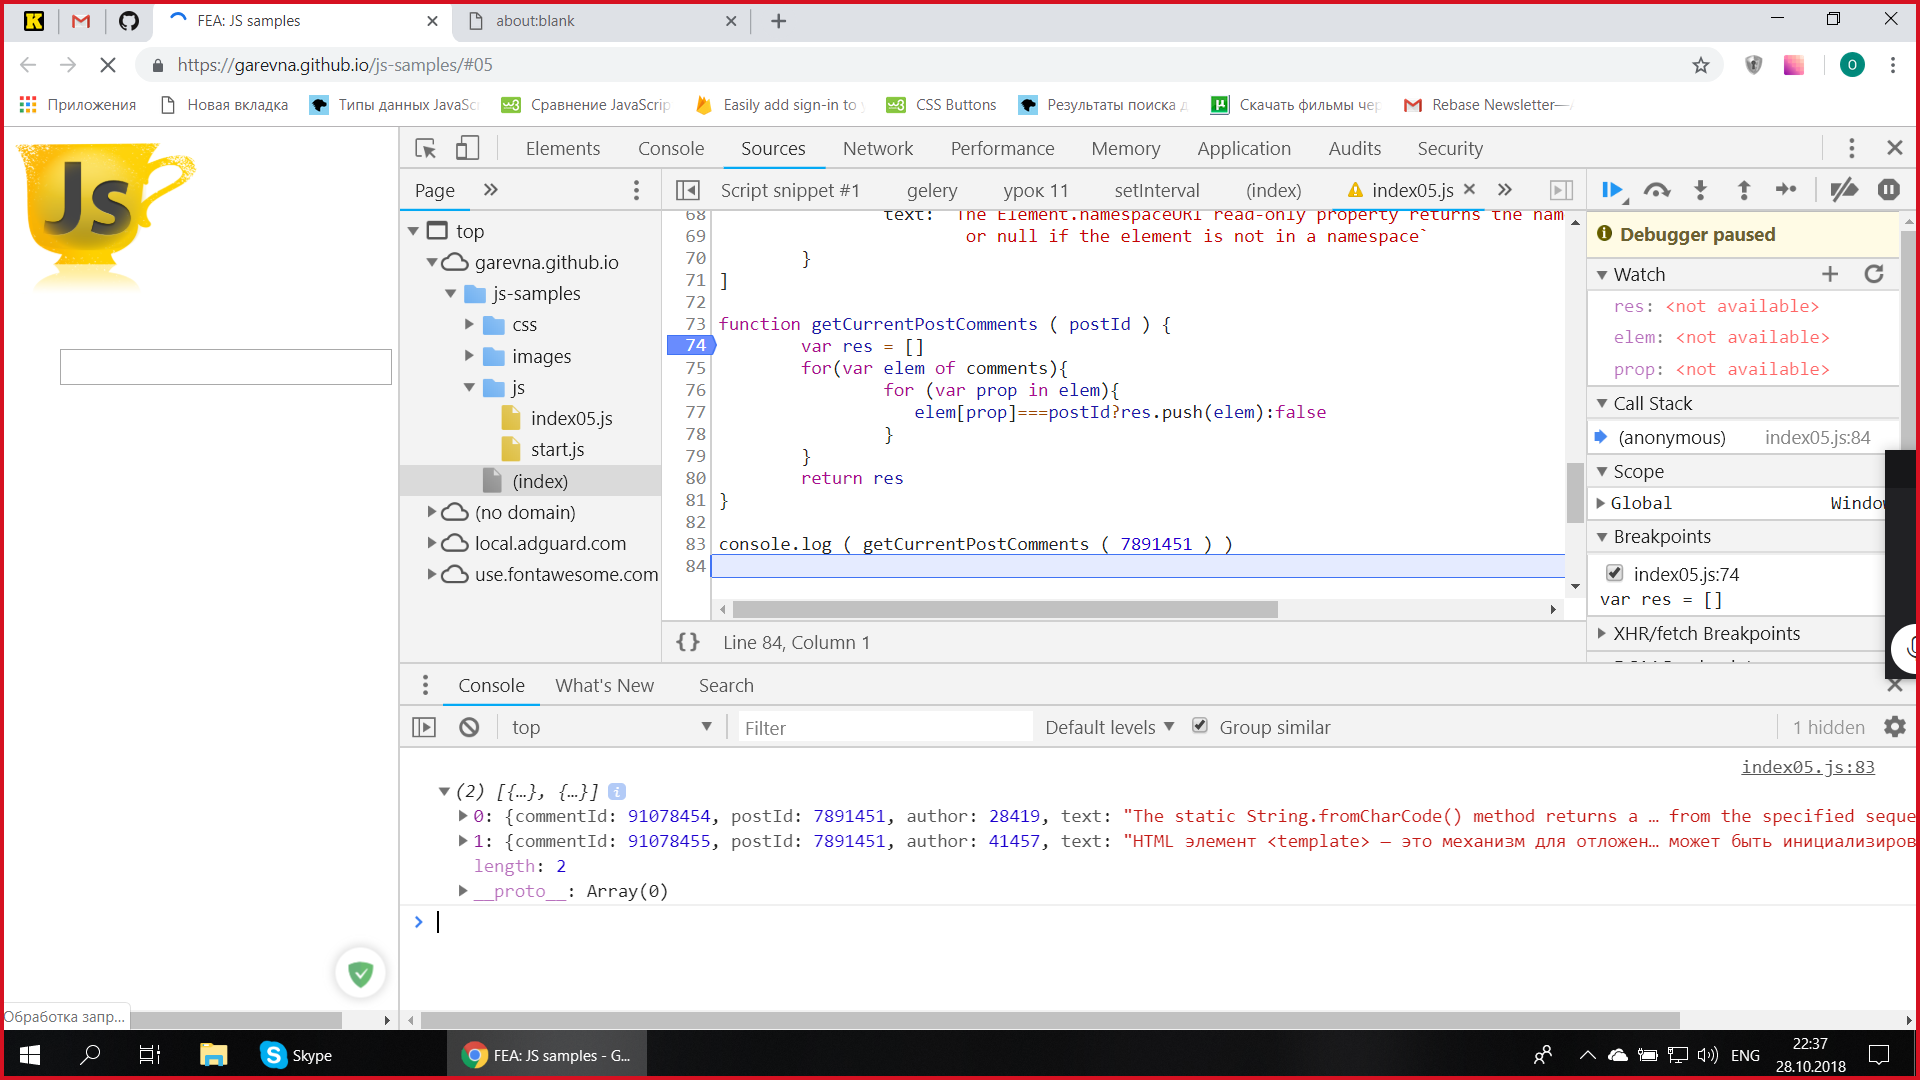 FEA: JS samples
about:blank
https://garevna.github.io/js-samples/#05
O
Приложения
Новая вкладка
Типы данных JavaSc
Сравнение JavaScrip
Easily add sign-in to
CSS Buttons
Результаты поиска
Скачать фильмы чер
Rebase Newsletter—
Js
Elements Console Sources Network Performance Memory Application Audits Security
Page
Script snippet #1 gelery урок 11 setInterval (index) index05.js
top
garevna.github.io
js-samples
css
images
js
index05.js
start.js
(index)
(no domain)
local.adguard.com
use.fontawesome.com
68 text: `The Element.namespaceURI read-only property returns the nam
69 or null if the element is not in a namespace`
70 }
71 ]
72
73 function getCurrentPostComments ( postId ) {
74 var res = []
75 for(var elem of comments){
76 for (var prop in elem){
77 elem[prop]===postId?res.push(elem):false
78 }
79 }
80 return res
81 }
82
83 console.log ( getCurrentPostComments ( 7891451 ) )
84
{} Line 84, Column 1
Debugger paused
Watch
res: <not available>
elem: <not available>
prop: <not available>
Call Stack
(anonymous) index05.js:84
Scope
Global Window
Breakpoints
index05.js:74
var res = []
XHR/fetch Breakpoints
Console What's New Search
top Filter Default levels Group similar 1 hidden
index05.js:83
(2) [{…}, {…}]
0: {commentId: 91078454, postId: 7891451, author: 28419, text: "The static String.fromCharCode() method returns a … from the specified seque
1: {commentId: 91078455, postId: 7891451, author: 41457, text: "HTML элемент <template> — это механизм для отложен… может быть инициализиров
length: 2
__proto__: Array(0)
Обработка запр...
Skype
FEA: JS samples - G...
ENG
22:37
28.10.2018